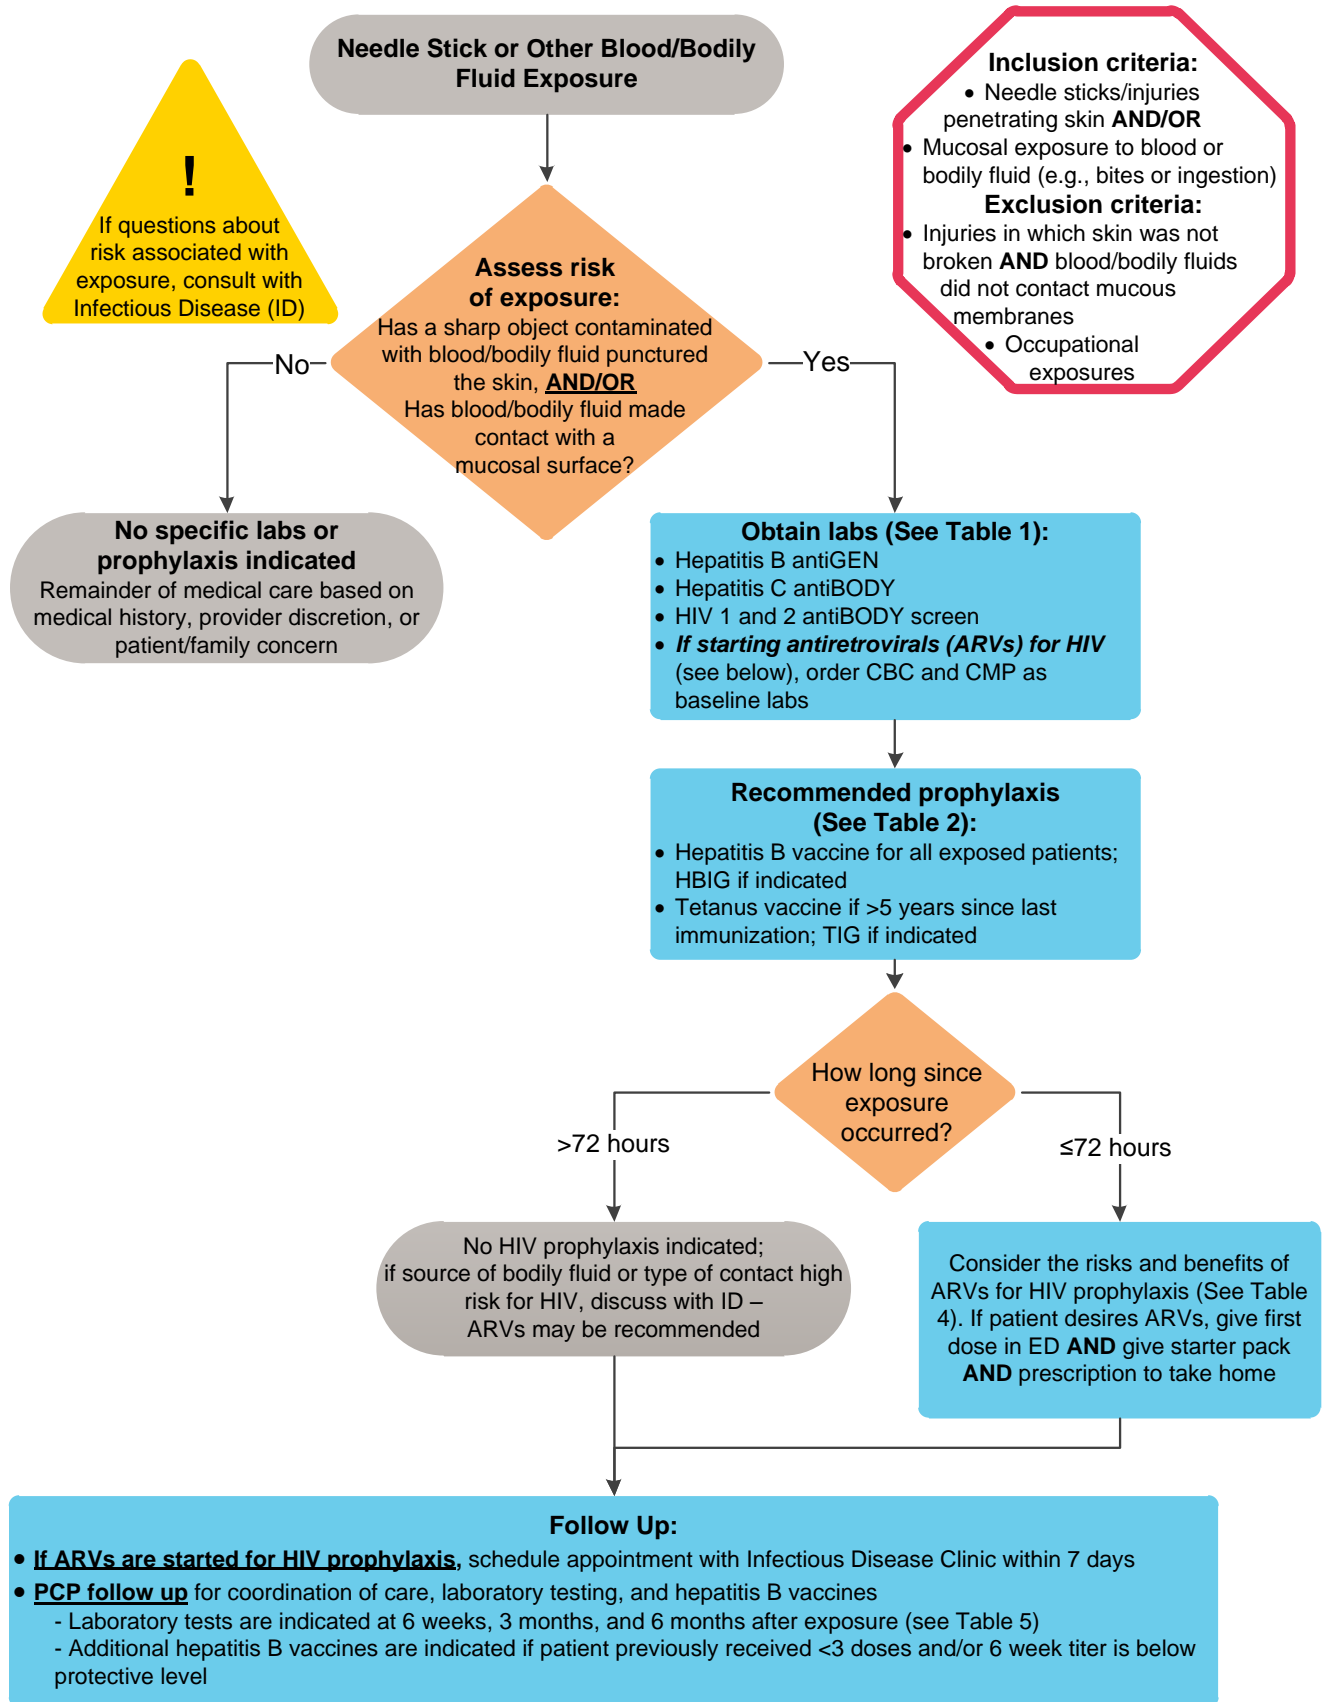 Needle Stick or Other Blood/Bodily
Fluid Exposure
!
If questions about
risk associated with
exposure, consult with
Infectious Disease (ID)
Inclusion criteria:
• Needle sticks/injuries
penetrating skin AND/OR
• Mucosal exposure to blood or
bodily fluid (e.g., bites or ingestion)
Exclusion criteria:
• Injuries in which skin was not
broken AND blood/bodily fluids
did not contact mucous
membranes
• Occupational
exposures
Assess risk
of exposure:
Has a sharp object contaminated
with blood/bodily fluid punctured
the skin, AND/OR
Has blood/bodily fluid made
contact with a
mucosal surface?
No
Yes
No specific labs or
prophylaxis indicated
Remainder of medical care based on
medical history, provider discretion, or
patient/family concern
Obtain labs (See Table 1):
• Hepatitis B antiGEN
• Hepatitis C antiBODY
• HIV 1 and 2 antiBODY screen
• If starting antiretrovirals (ARVs) for HIV
(see below), order CBC and CMP as
baseline labs
Recommended prophylaxis
(See Table 2):
• Hepatitis B vaccine for all exposed patients;
HBIG if indicated
• Tetanus vaccine if >5 years since last
immunization; TIG if indicated
How long since
exposure
occurred?
>72 hours
≤72 hours
No HIV prophylaxis indicated;
if source of bodily fluid or type of contact high
risk for HIV, discuss with ID –
ARVs may be recommended
Consider the risks and benefits of
ARVs for HIV prophylaxis (See Table
4). If patient desires ARVs, give first
dose in ED AND give starter pack
AND prescription to take home
Follow Up:
• If ARVs are started for HIV prophylaxis, schedule appointment with Infectious Disease Clinic within 7 days
• PCP follow up for coordination of care, laboratory testing, and hepatitis B vaccines
- Laboratory tests are indicated at 6 weeks, 3 months, and 6 months after exposure (see Table 5)
- Additional hepatitis B vaccines are indicated if patient previously received <3 doses and/or 6 week titer is below
protective level